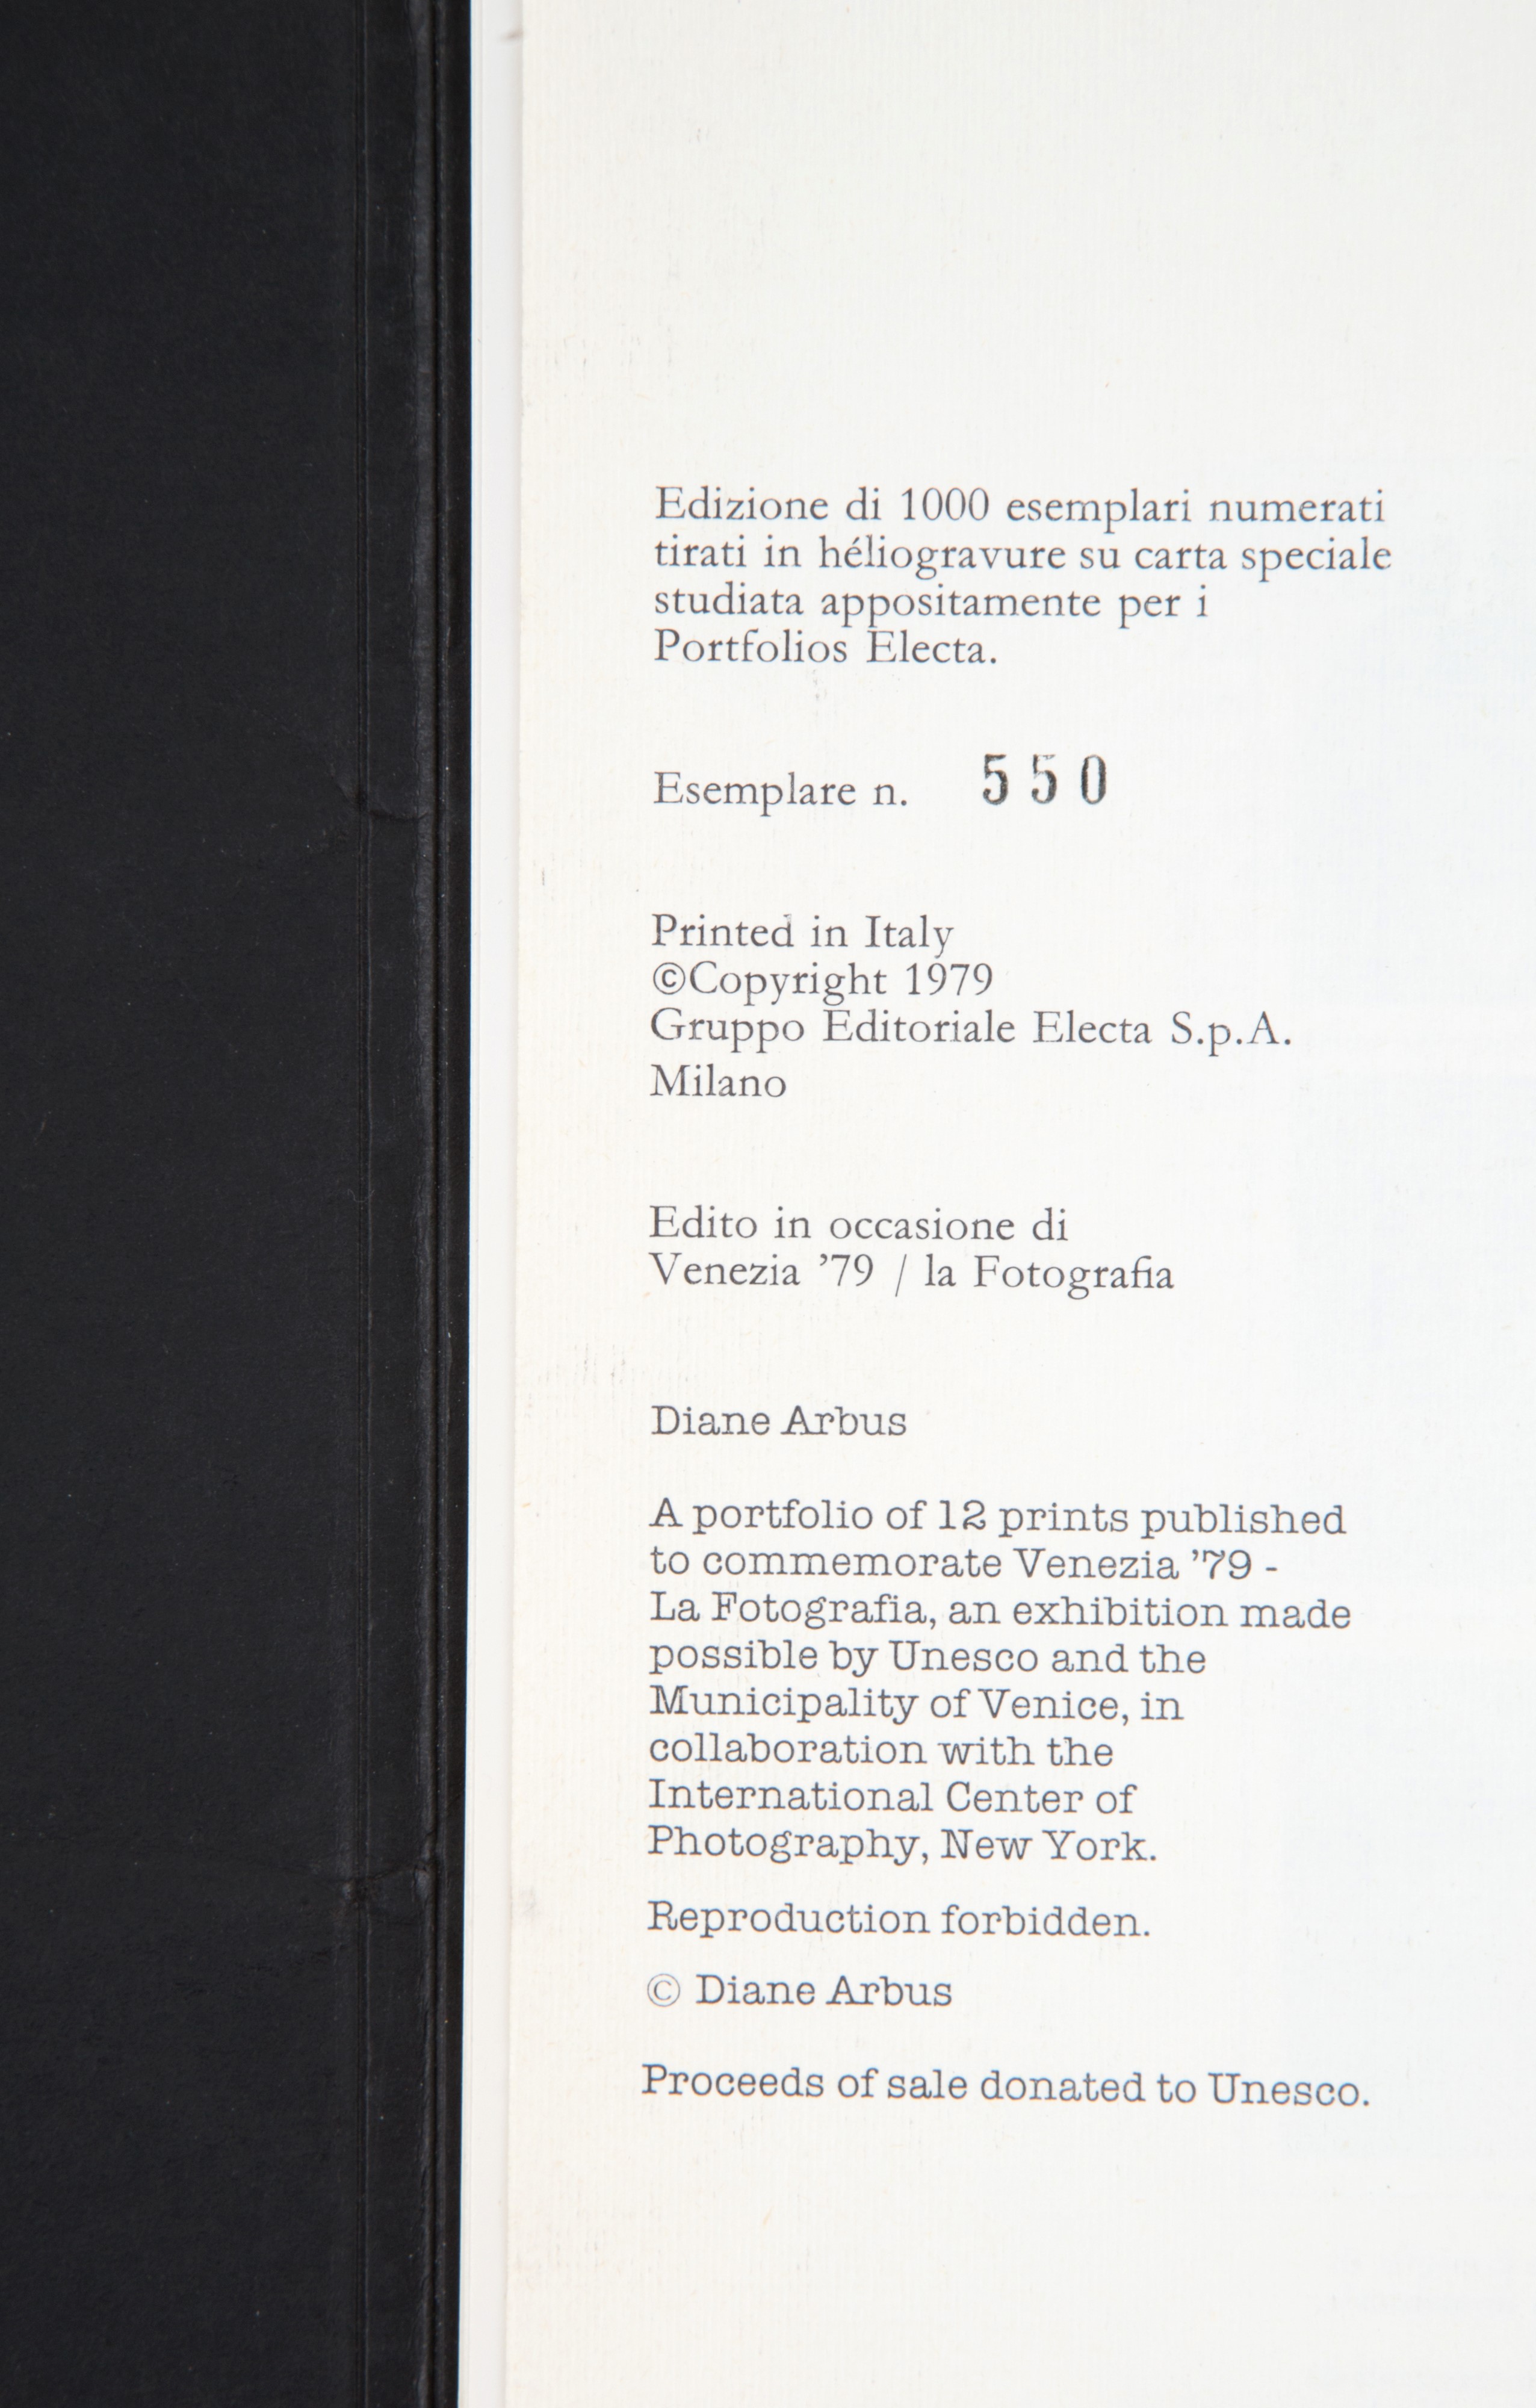 Edizione di 1000 esemplari numerati
tirati in héliogravure su carta speciale
studiata appositamente per i
Portfolios Electa.
Esemplare n. 550
Printed in Italy
©Copyright 1979
Gruppo Editoriale Electa S.p.A.
Milano
Edito in occasione di
Venezia ’79 / la Fotografia
Diane Arbus
A portfolio of 12 prints published
to commemorate Venezia ’79 -
La Fotografia, an exhibition made
possible by Unesco and the
Municipality of Venice, in
collaboration with the
International Center of
Photography, New York.
Reproduction forbidden.
© Diane Arbus
Proceeds of sale donated to Unesco.